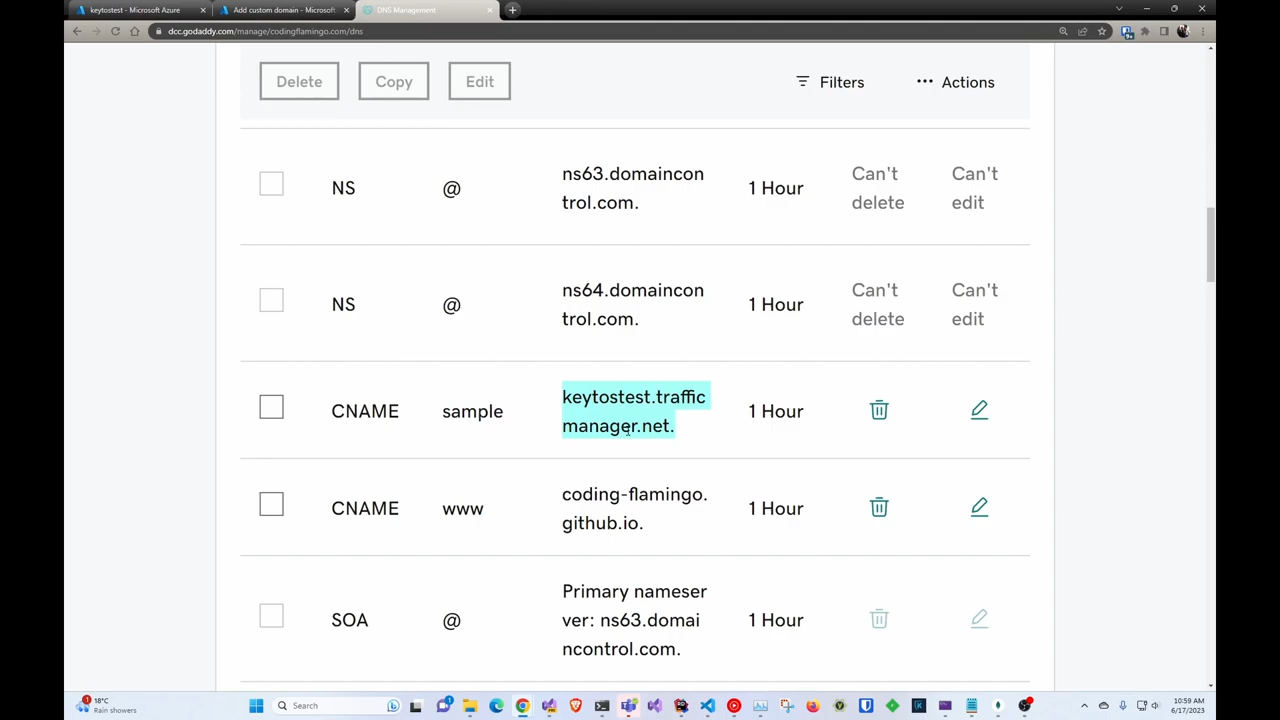 keytostest - Microsoft Azure
Add custom domain - Microsoft
DNS Management
dcc.godaddy.com/manage/codingflamingo.com/dns
Delete
Copy
Edit
Filters
Actions
NS @ ns63.domaincon 1 Hour Can't Can't
trol.com. delete edit
NS @ ns64.domaincon 1 Hour Can't Can't
trol.com. delete edit
CNAME sample keytostest.traffic 1 Hour
manager.net.
CNAME www coding-flamingo. 1 Hour
github.io.
SOA @ Primary nameser 1 Hour
ver: ns63.domai
ncontrol.com.
18°C
Rain showers
Search
10:59 AM
6/17/2023